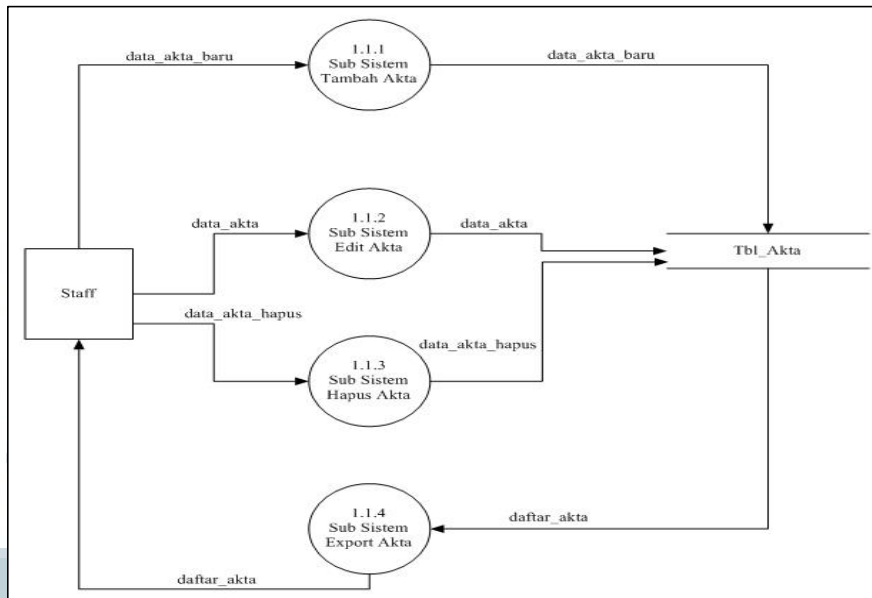 data_akta_baru
1.1.1
Sub Sistem
Tambah Akta
data_akta_baru
data_akta
1.1.2
Sub Sistem
Edit Akta
data_akta
Tbl_Akta
Staff
data_akta_hapus
1.1.3
Sub Sistem
Hapus Akta
data_akta_hapus
1.1.4
Sub Sistem
Export Akta
daftar_akta
daftar_akta